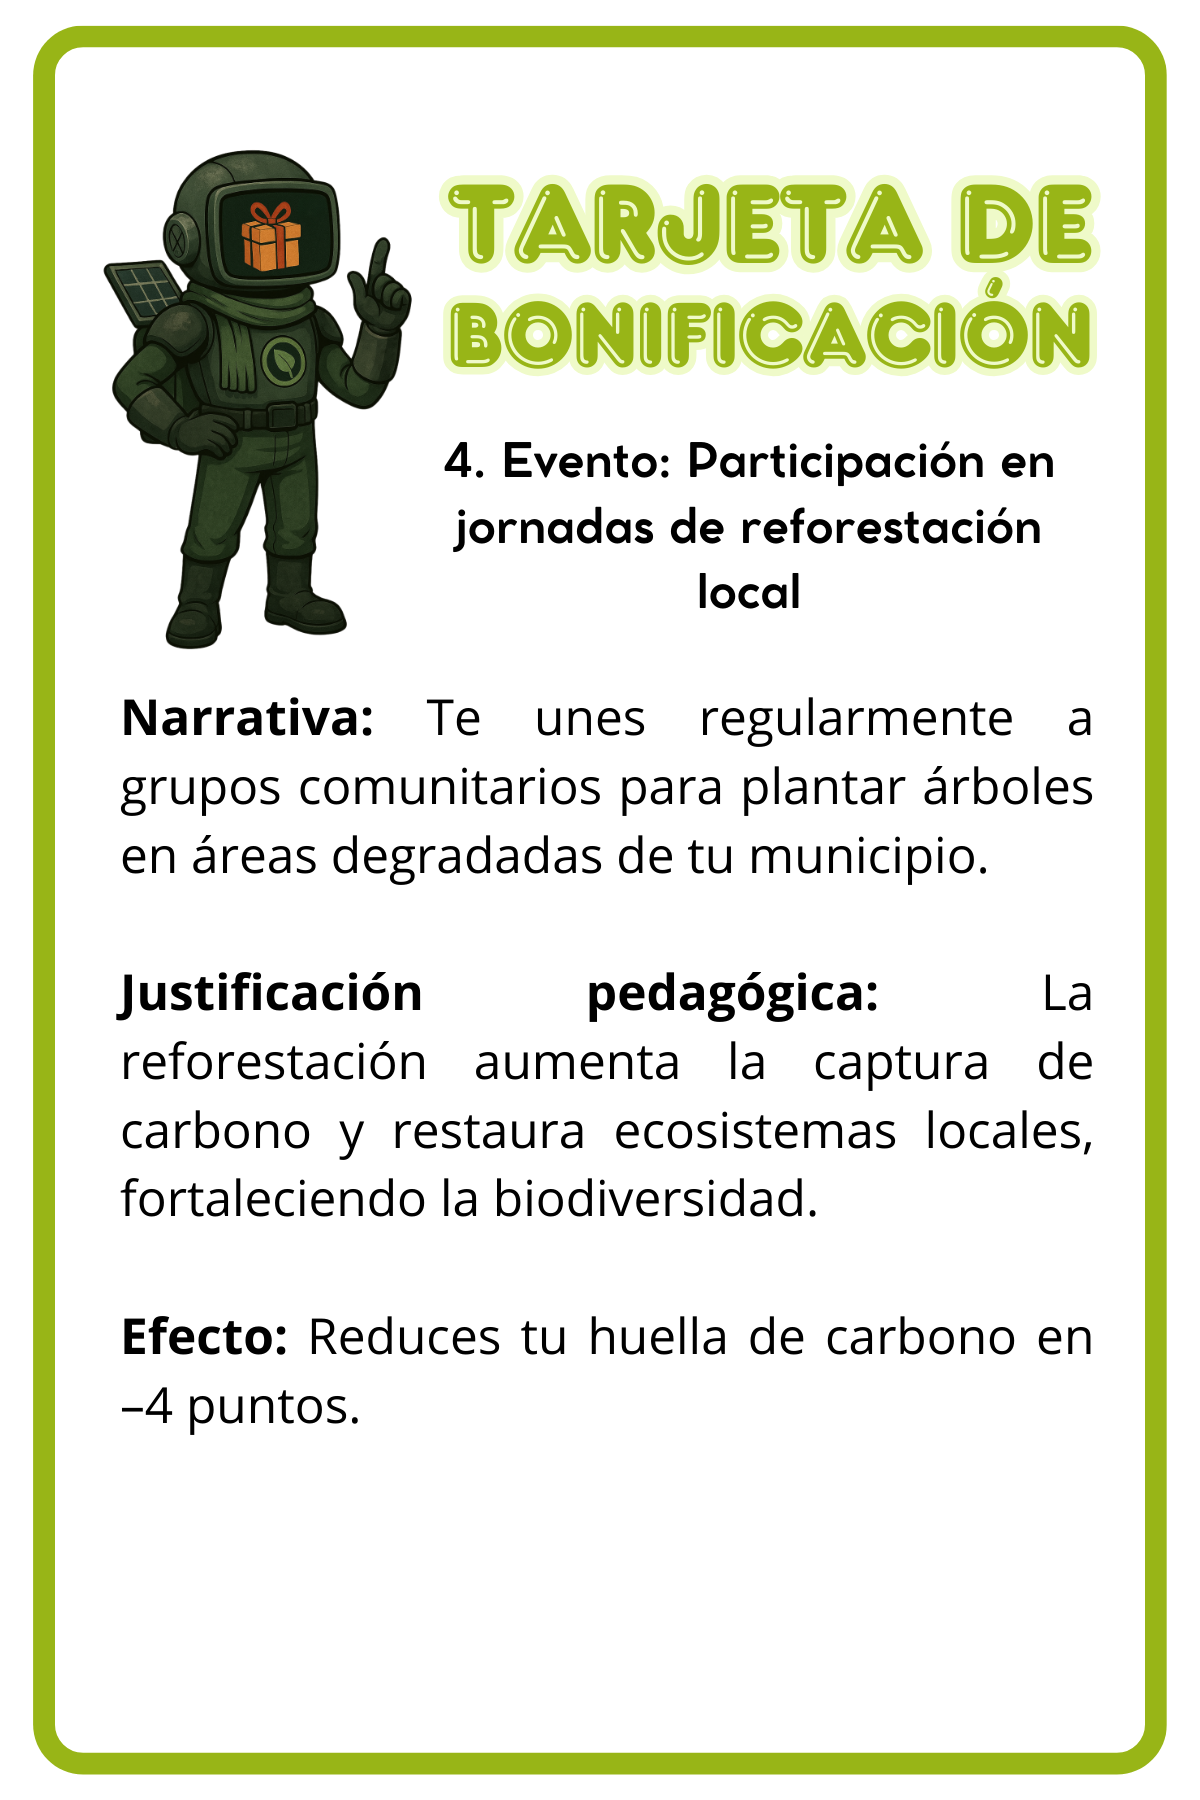 TARJETA DE
BONIFICACIÓN
4. Evento: Participación en
jornadas de reforestación
local
Narrativa: Te unes regularmente a
grupos comunitarios para plantar árboles
en áreas degradadas de tu municipio.
Justificación pedagógica: La
reforestación aumenta la captura de
carbono y restaura ecosistemas locales,
fortaleciendo la biodiversidad.
Efecto: Reduces tu huella de carbono en
–4 puntos.